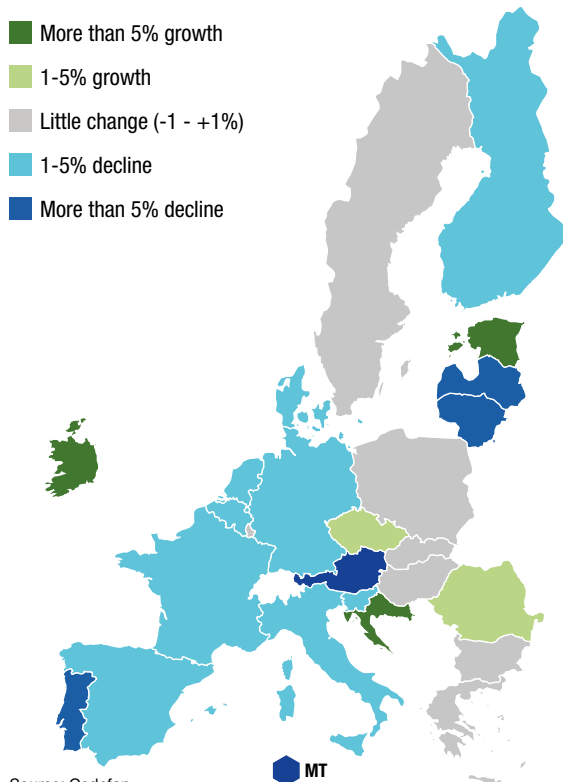 More than 5% growth
1-5% growth
Little change (-1 - +1%)
1-5% decline
More than 5% decline
MT